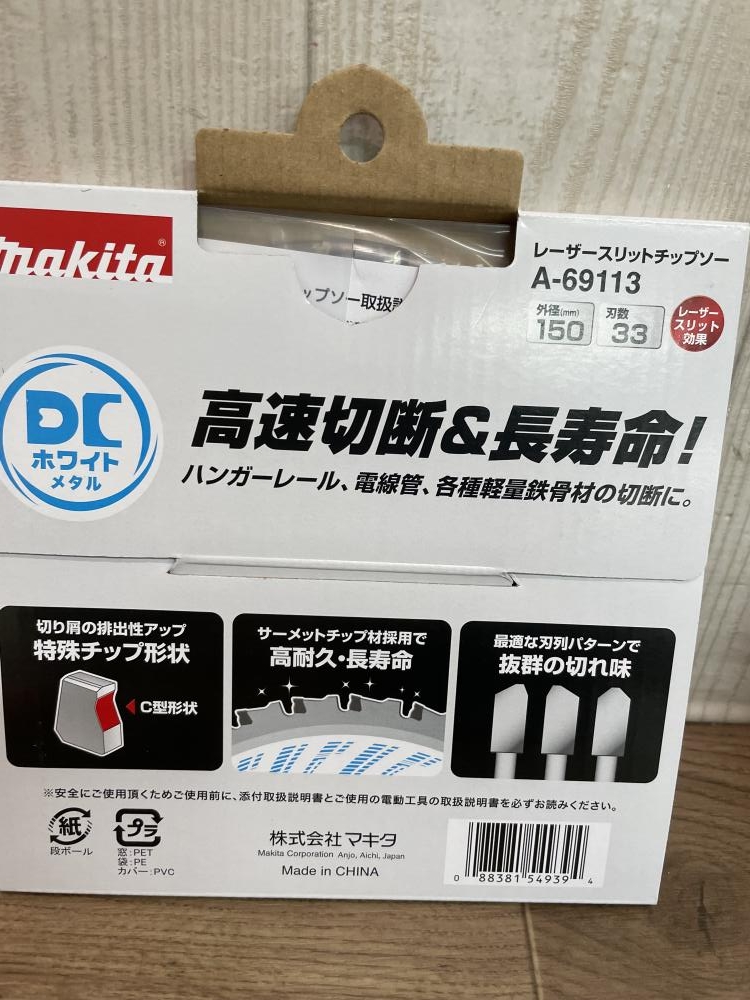 makita®
ップソー取扱説
レーザースリットチップソー
A-69113
外径(mm)
150
刃数
33
レーザー
スリット
効果
DC
ホワイト
メタル
高速切断&長寿命!
ハンガーレール、電線管、各種軽量鉄骨材の切断に。
切り屑の排出性アップ
特殊チップ形状
C型形状
サーメットチップ材採用で
高耐久・長寿命
最適な刃列パターンで
抜群の切れ味
※安全にご使用頂くためご使用前に、添付取扱説明書とご使用の電動工具の取扱説明書を必ずお読みください。
紙
段ボール
プラ
窓:PET
袋:PE
カバー:PVC
株式会社マキタ
Makita Corporation Anjo, Aichi, Japan
Made in CHINA
0 88381 54939 4